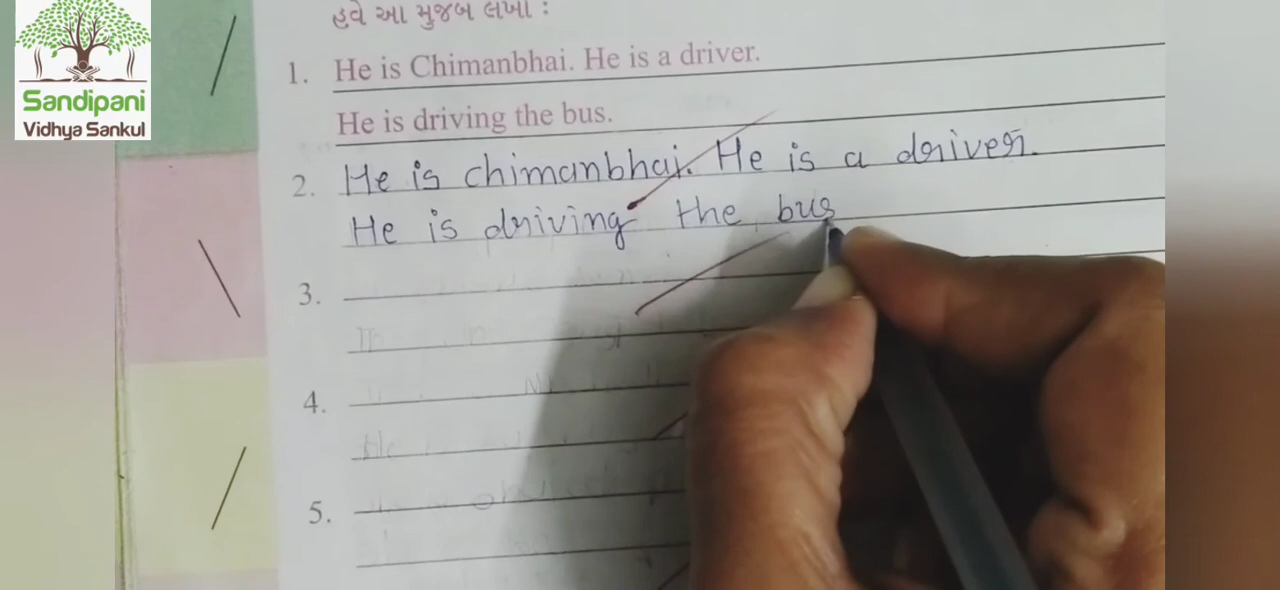 Sandipani
Vidhya Sankul
હવે આ મુજબ લખો :
1. He is Chimanbhai. He is a driver.
He is driving the bus.
2. He is chimanbhai. He is a driver.
He is driving the bus
3.
4.
5.